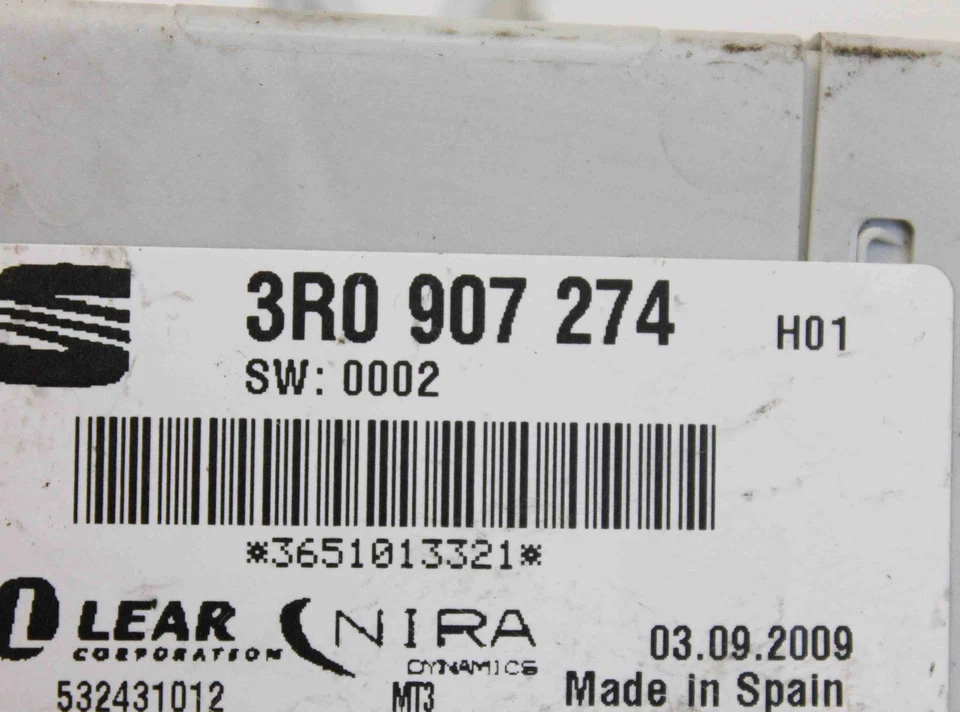 3R0 907 274 H01
SW: 0002
*3651013321*
LEAR NIRA
CORPORATION DYNAMICS
03.09.2009
532431012 MT3 Made in Spain